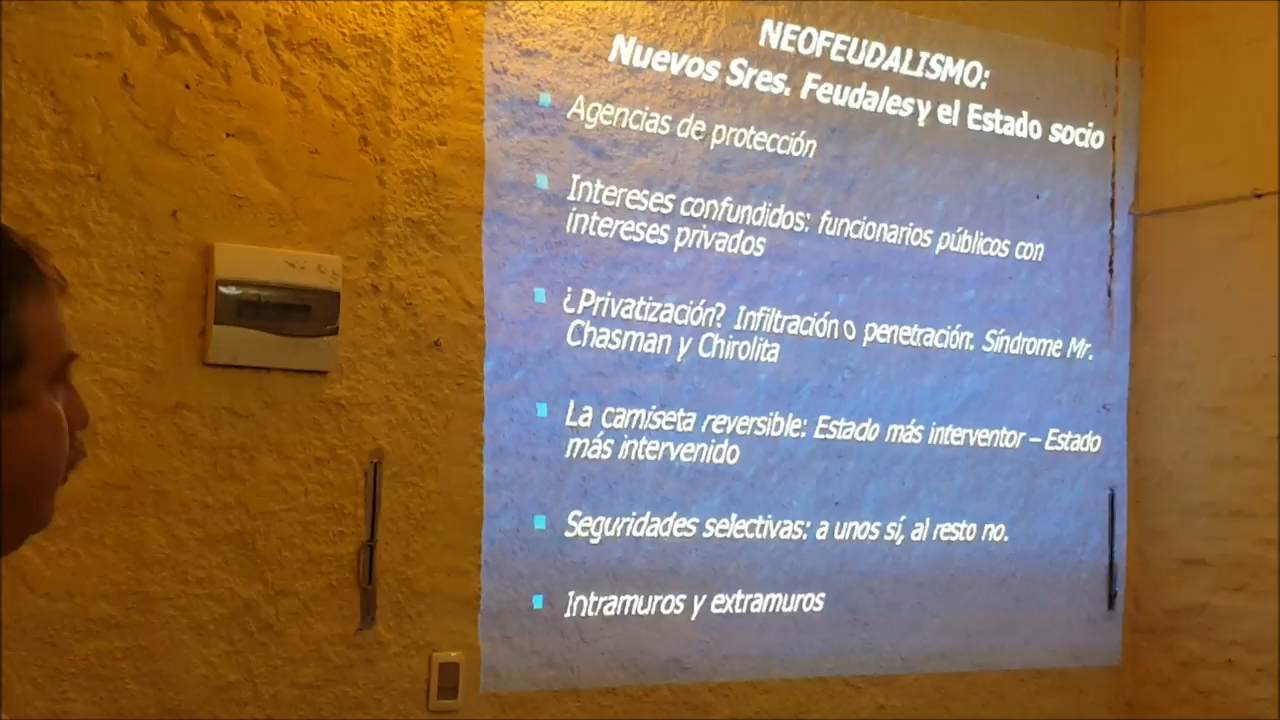 NEOFEUDALISMO:
Nuevos Sres. Feudales y el Estado socio
Agencias de protección
Intereses confundidos: funcionarios públicos con
intereses privados
¿Privatización? Infiltración o penetración: Síndrome Mr.
Chasman y Chirolita
La camiseta reversible: Estado más interventor – Estado
más intervenido
Seguridades selectivas: a unos sí, al resto no.
Intramuros y extramuros